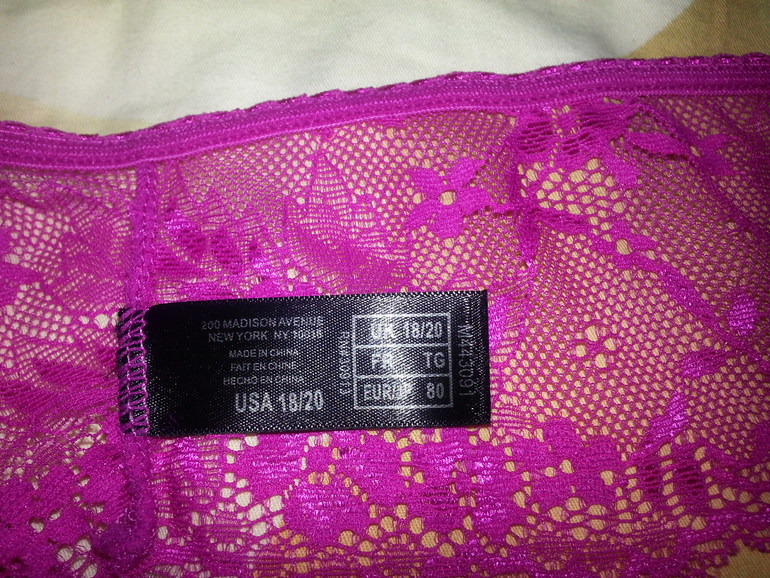 200 MADISON AVENUE
NEW YORK NY 10016
MADE IN CHINA
FAIT EN CHINE
HECHO EN CHINA
USA 18/20
UK 18/20
FR TG
EUR/ 80